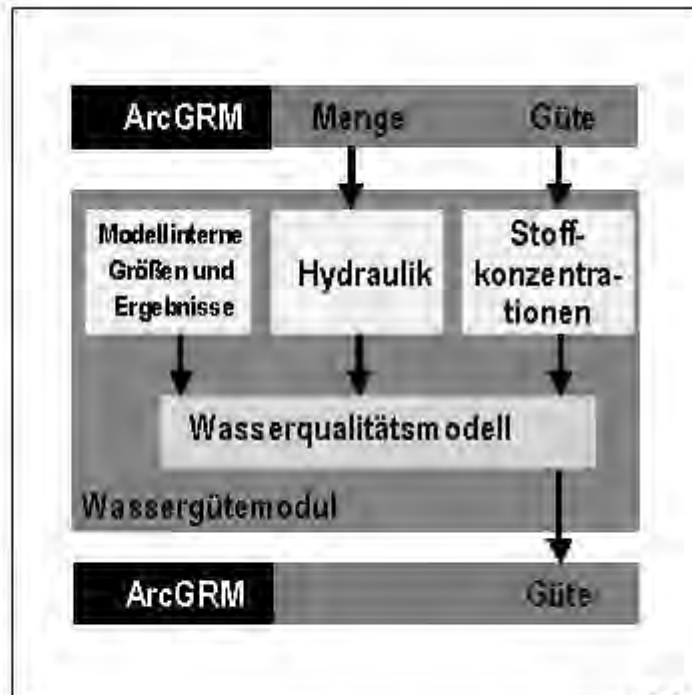 ArcGRM Menge Güte
Modellinterne
Größen und
Ergebnisse
Hydraulik
Stoff-
konzentra-
tionen
Wasserqualitätsmodell
Wassergütemodul
ArcGRM Güte